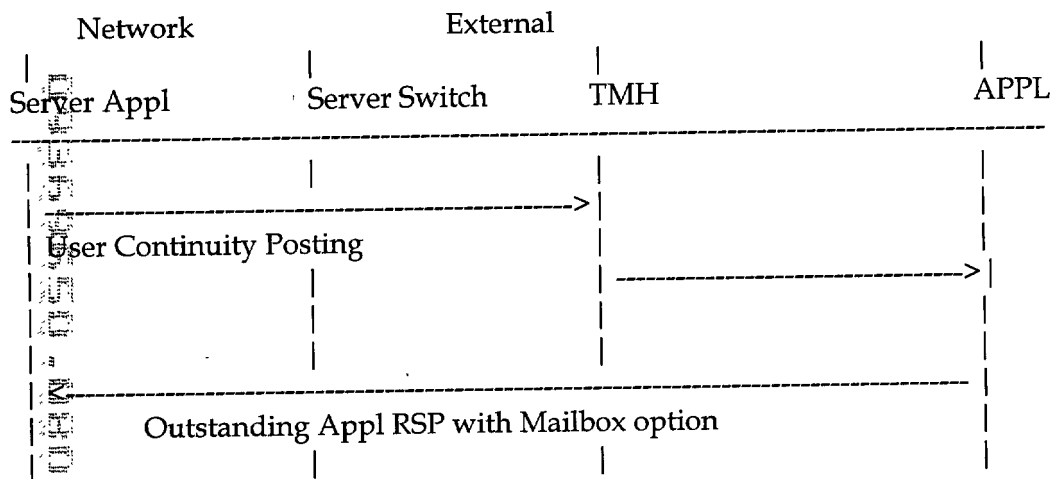 Network External
Server Appl Server Switch TMH APPL
User Continuity Posting
Outstanding Appl RSP with Mailbox option